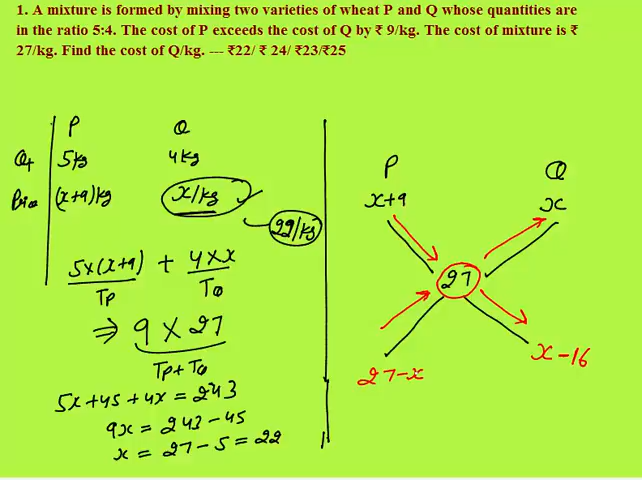 1. A mixture is formed by mixing two varieties of wheat P and Q whose quantities are
in the ratio 5:4. The cost of P exceeds the cost of Q by ₹ 9/kg. The cost of mixture is ₹
27/kg. Find the cost of Q/kg. --- ₹22/ ₹ 24/ ₹23/₹25
P Q
Qt 5kg 4kg
Price (x+9)kg x/kg
22/kg
5×(x+9) + 4×x
TP TQ
⇒ 9 × 27
TP + TQ
5x+45+4x = 243
9x = 243-45
x = 27-5 = 22
P Q
x+9 x
27
27-x x-16